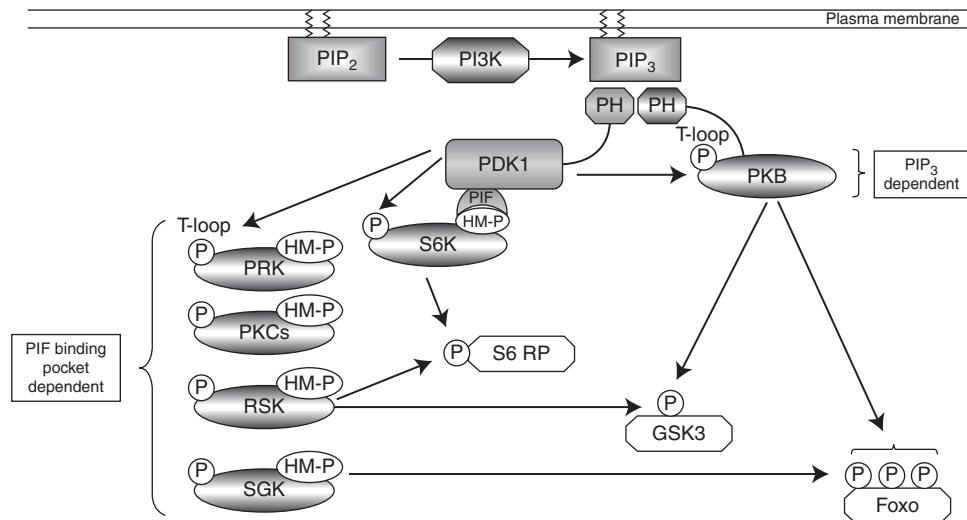 Plasma membrane
PIP2
PI3K
PIP3
PH
PH
T-loop
P
PKB
PIP3
dependent
PDK1
PIF
HM-P
P
S6K
T-loop
P
HM-P
PRK
P
HM-P
PKCs
PIF binding
pocket
dependent
P
S6 RP
P
HM-P
RSK
P
GSK3
P
HM-P
SGK
P P P
Foxo